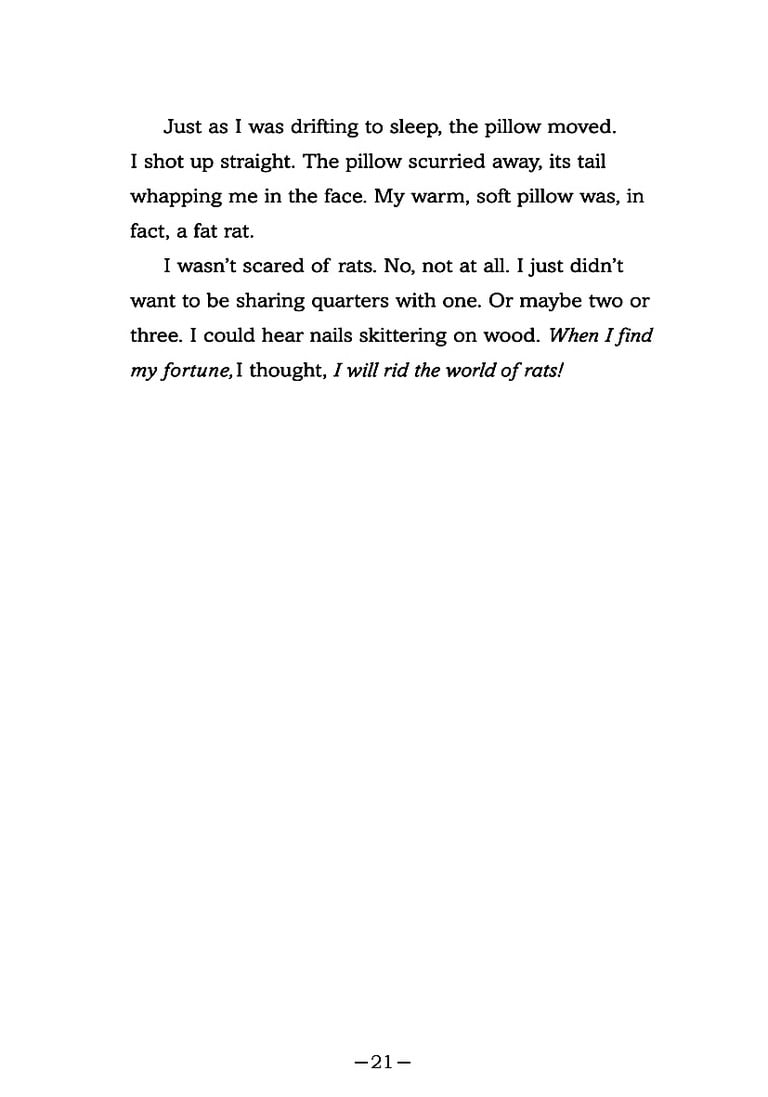 Just as I was drifting to sleep, the pillow moved.
I shot up straight. The pillow scurried away, its tail
whapping me in the face. My warm, soft pillow was, in
fact, a fat rat.
I wasn’t scared of rats. No, not at all. I just didn’t
want to be sharing quarters with one. Or maybe two or
three. I could hear nails skittering on wood. When I find
my fortune, I thought, I will rid the world of rats!
—21—